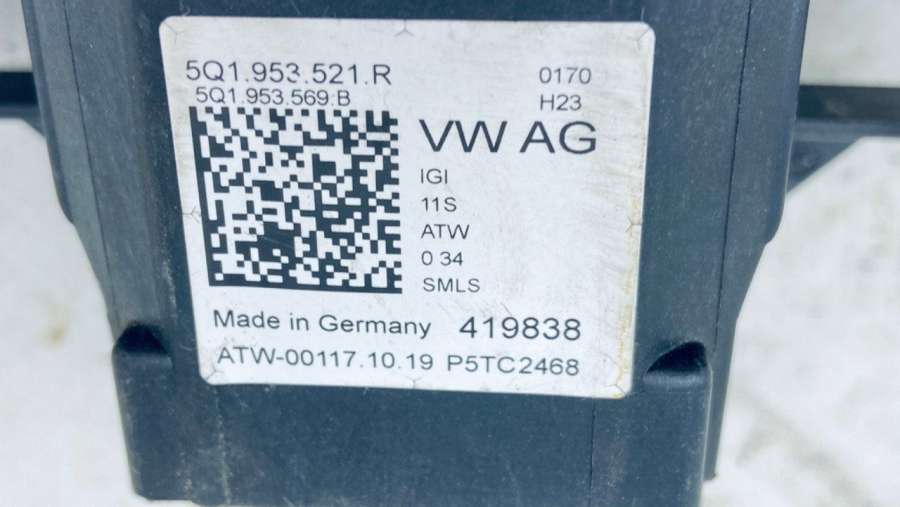 5Q1.953.521.R 0170
5Q1.953.569.B H23
VW AG
IGI
11S
ATW
0 34
SMLS
Made in Germany 419838
ATW-00117.10.19 P5TC2468